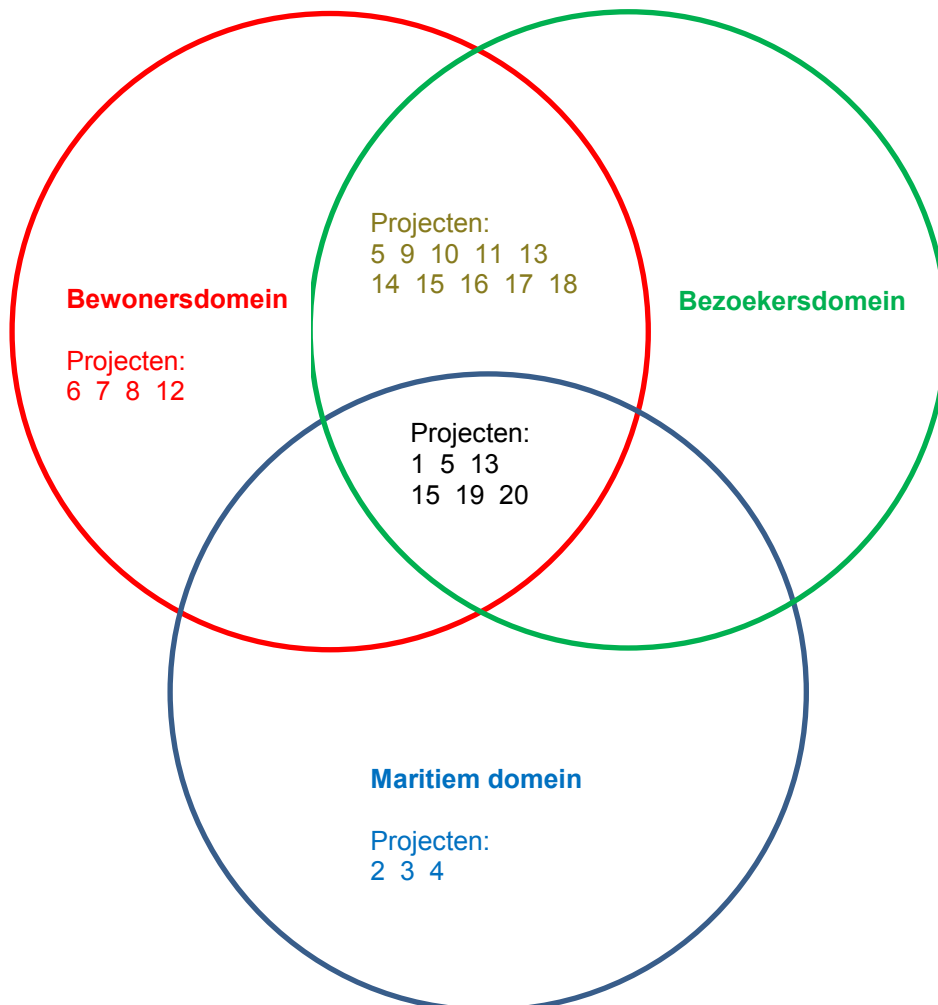 Projecten:
5 9 10 11 13
14 15 16 17 18
Bewonersdomein
Projecten:
6 7 8 12
Bezoekersdomein
Projecten:
1 5 13
15 19 20
Maritiem domein
Projecten:
2 3 4